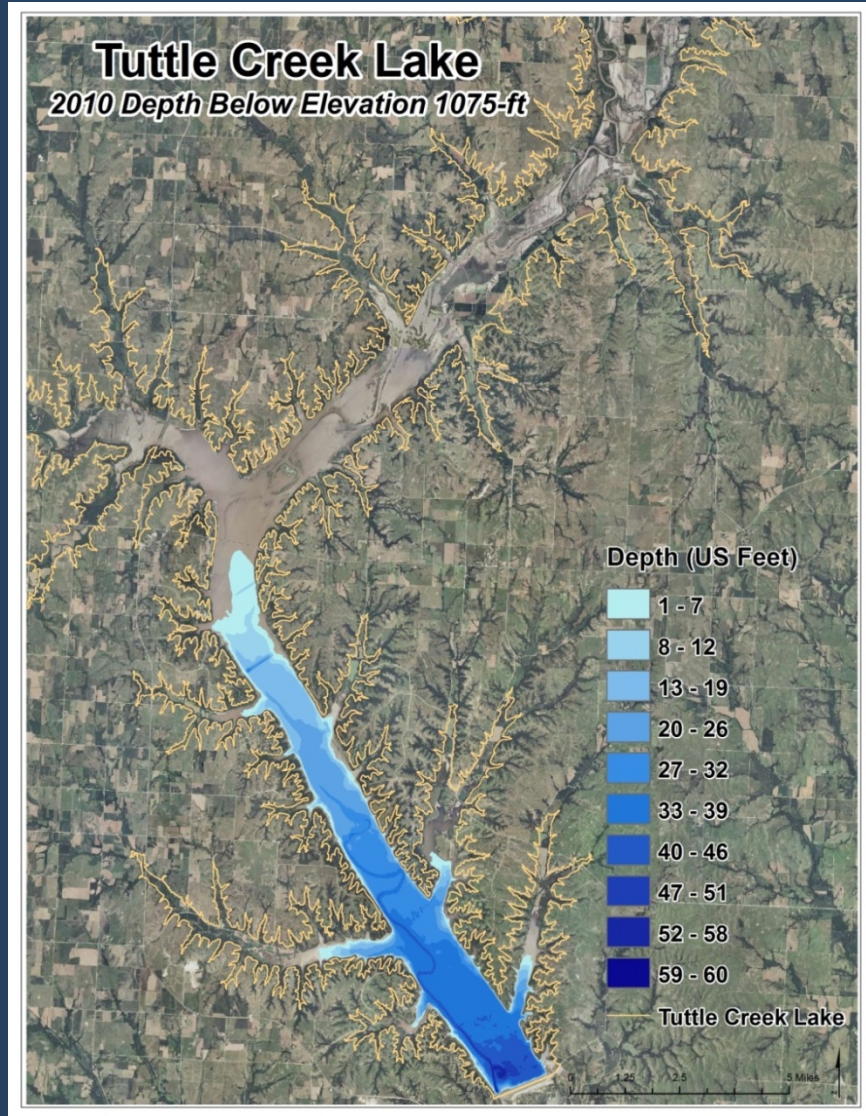 Tuttle Creek Lake
2010 Depth Below Elevation 1075-ft
Depth (US Feet)
1 - 7
8 - 12
13 - 19
20 - 26
27 - 32
33 - 39
40 - 46
47 - 51
52 - 58
59 - 60
Tuttle Creek Lake
0 1.25 2.5 5 Miles